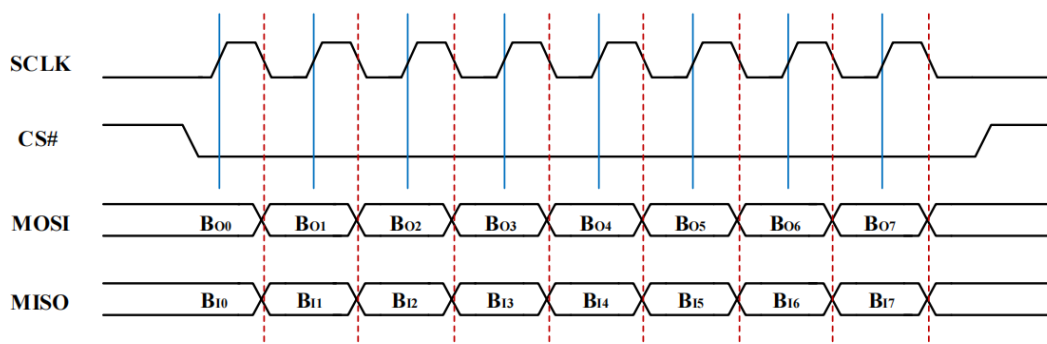 SCLK
CS#
MOSI BO0 BO1 BO2 BO3 BO4 BO5 BO6 BO7
MISO BI0 BI1 BI2 BI3 BI4 BI5 BI6 BI7